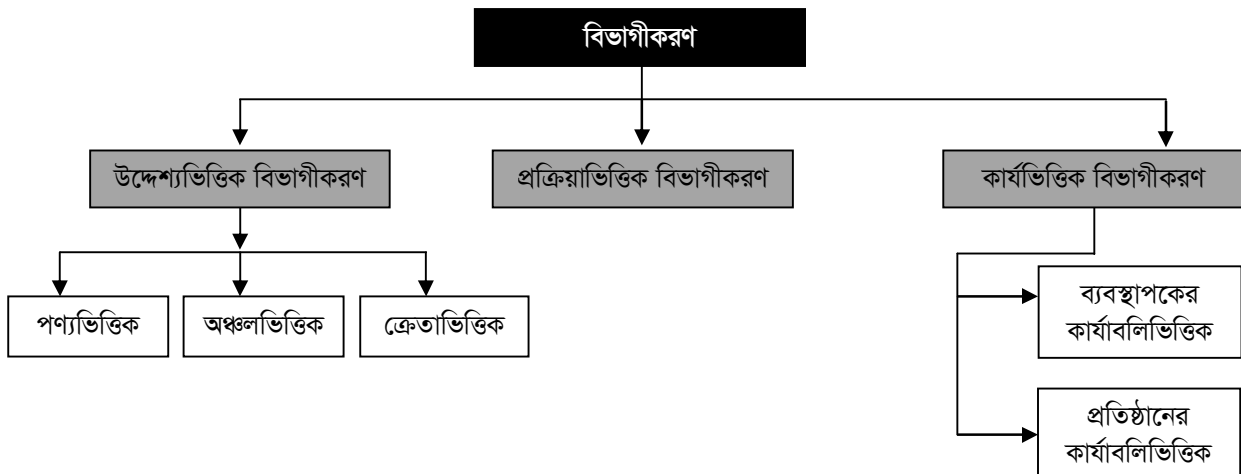 বিভাগীকরণ
উদ্দেশ্যভিত্তিক বিভাগীকরণ
প্রক্রিয়াভিত্তিক বিভাগীকরণ
কার্যভিত্তিক বিভাগীকরণ
পণ্যভিত্তিক
অঞ্চলভিত্তিক
ক্রেতাভিত্তিক
ব্যবস্থাপকের
কার্যাবলিভিত্তিক
প্রতিষ্ঠানের
কার্যাবলিভিত্তিক